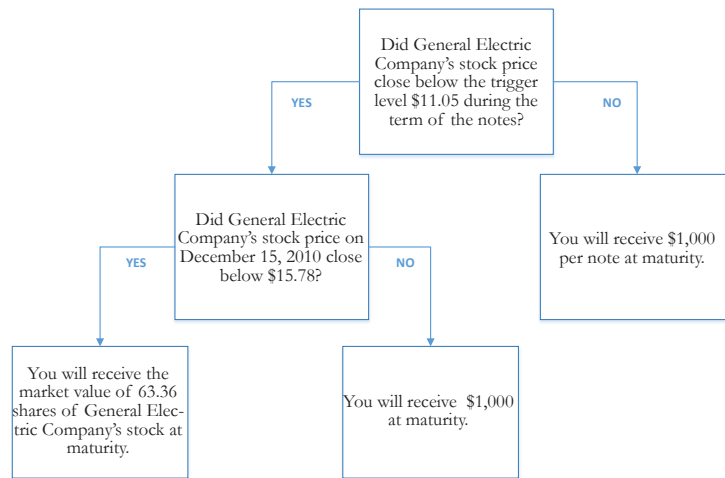 Did General Electric
Company's stock price
close below the trigger
level $11.05 during the
term of the notes?
YES
NO
Did General Electric
Company's stock price on
December 15, 2010 close
below $15.78?
You will receive $1,000
per note at maturity.
YES
NO
You will receive the
market value of 63.36
shares of General Elec-
tric Company's stock at
maturity.
You will receive $1,000
at maturity.